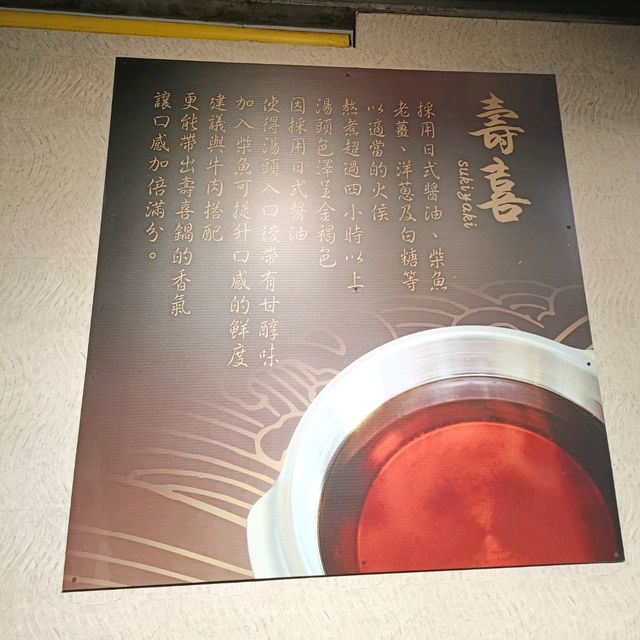 壽喜
sukiyaki
採用日式醬油、柴魚
老薑、洋蔥及白糖等
以適當的火侯
熬煮超過四小時以上
湯頭色澤呈金褐色
因採用日式醬油
使得湯頭入口後帶有甘醇味
加入柴魚可提升口感的鮮度
建議與牛肉搭配
更能帶出壽喜鍋的香氣
讓口感加倍滿分。